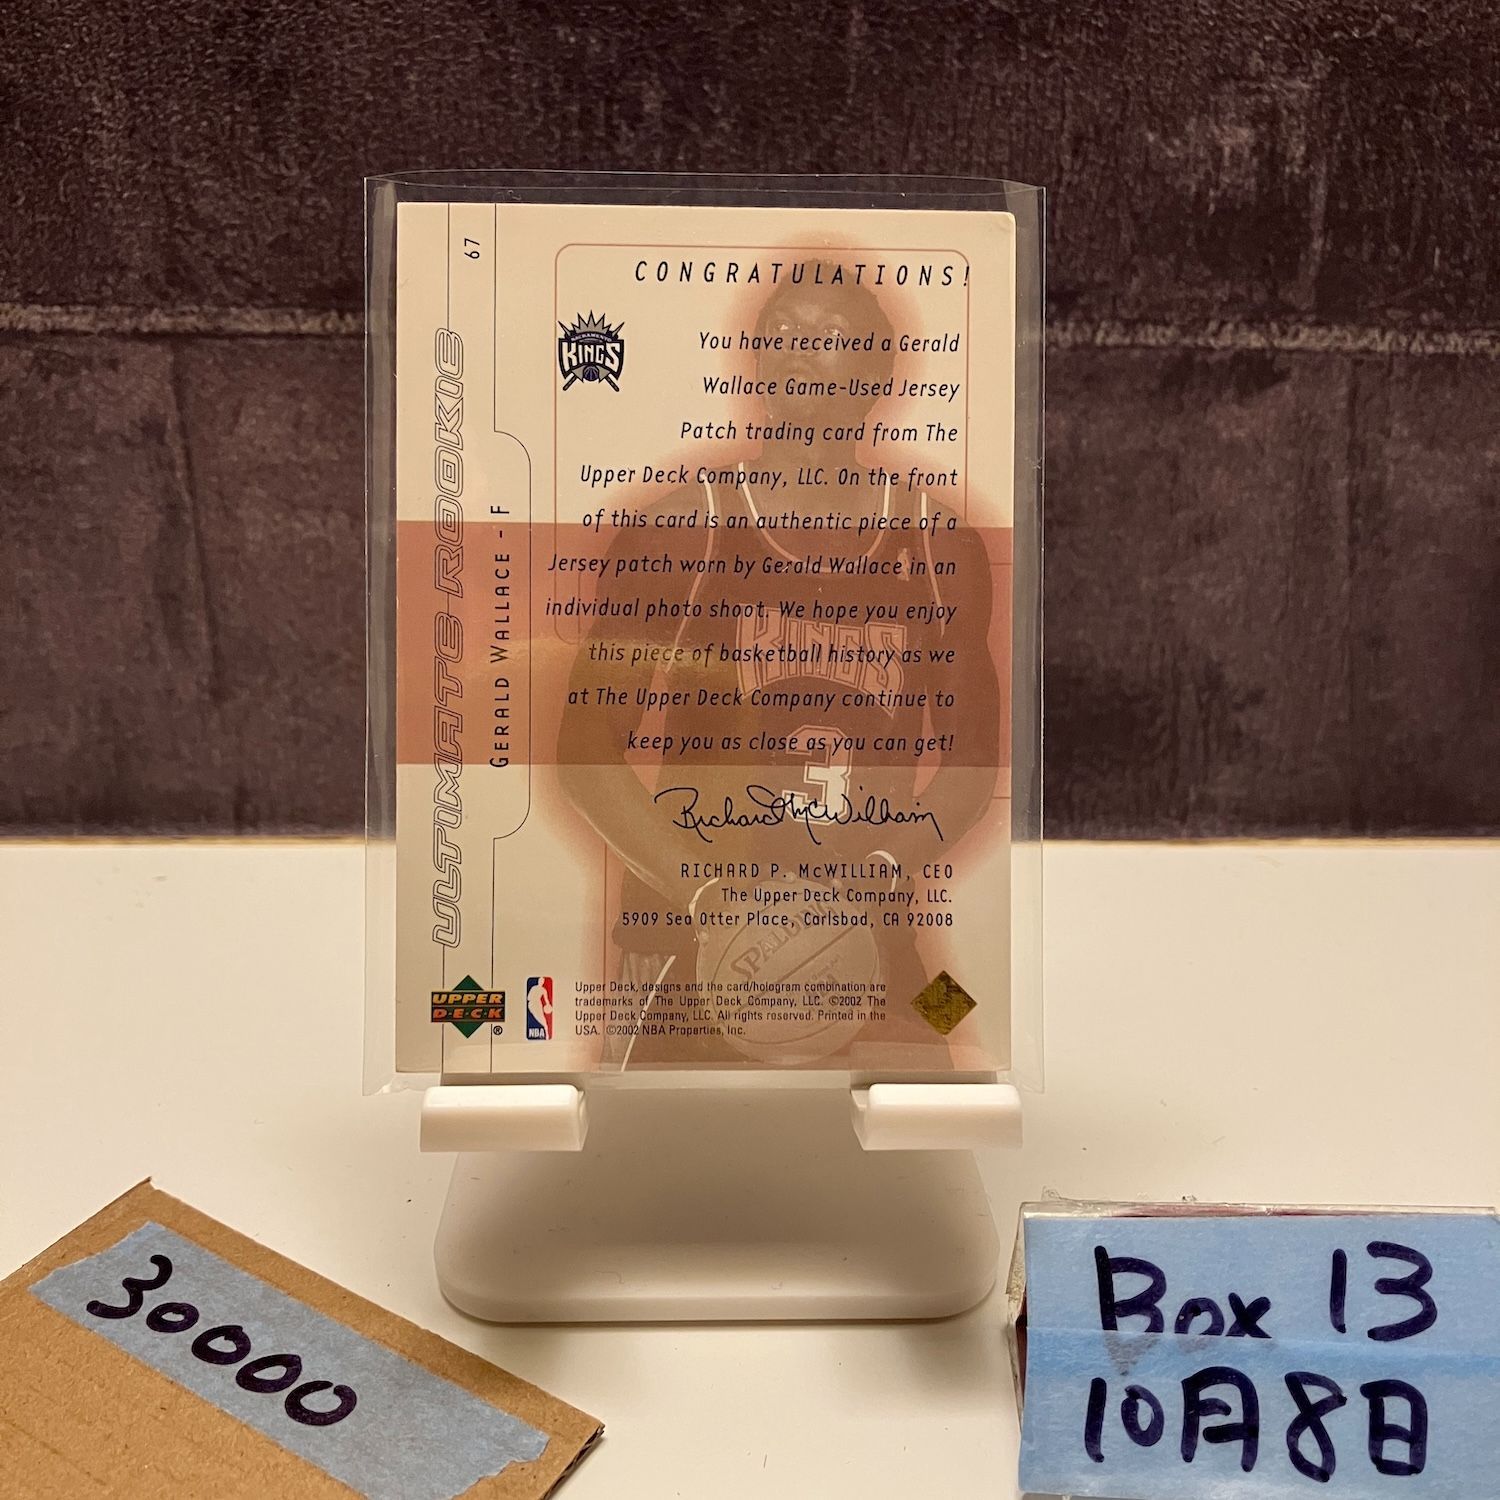 67
ULTIMATE ROOKIE
GERALD WALLACE - F
CONGRATULATIONS!
SACRAMENTO
KINGS
You have received a Gerald
Wallace Game-Used Jersey
Patch trading card from The
Upper Deck Company, LLC. On the front
of this card is an authentic piece of a
Jersey patch worn by Gerald Wallace in an
individual photo shoot. We hope you enjoy
this piece of basketball history as we
at The Upper Deck Company continue to
keep you as close as you can get!
KINGS
3
Richard McWilliam
RICHARD P. McWILLIAM, CEO
The Upper Deck Company, LLC.
5909 Sea Otter Place, Carlsbad, CA 92008
SPALDING
UPPER
D·E·C·K
®
NBA
Upper Deck, designs and the card/hologram combination are
trademarks of The Upper Deck Company, LLC. ©2002 The
Upper Deck Company, LLC. All rights reserved. Printed in the
USA. ©2002 NBA Properties, Inc.
30000
Box 13
10月8日